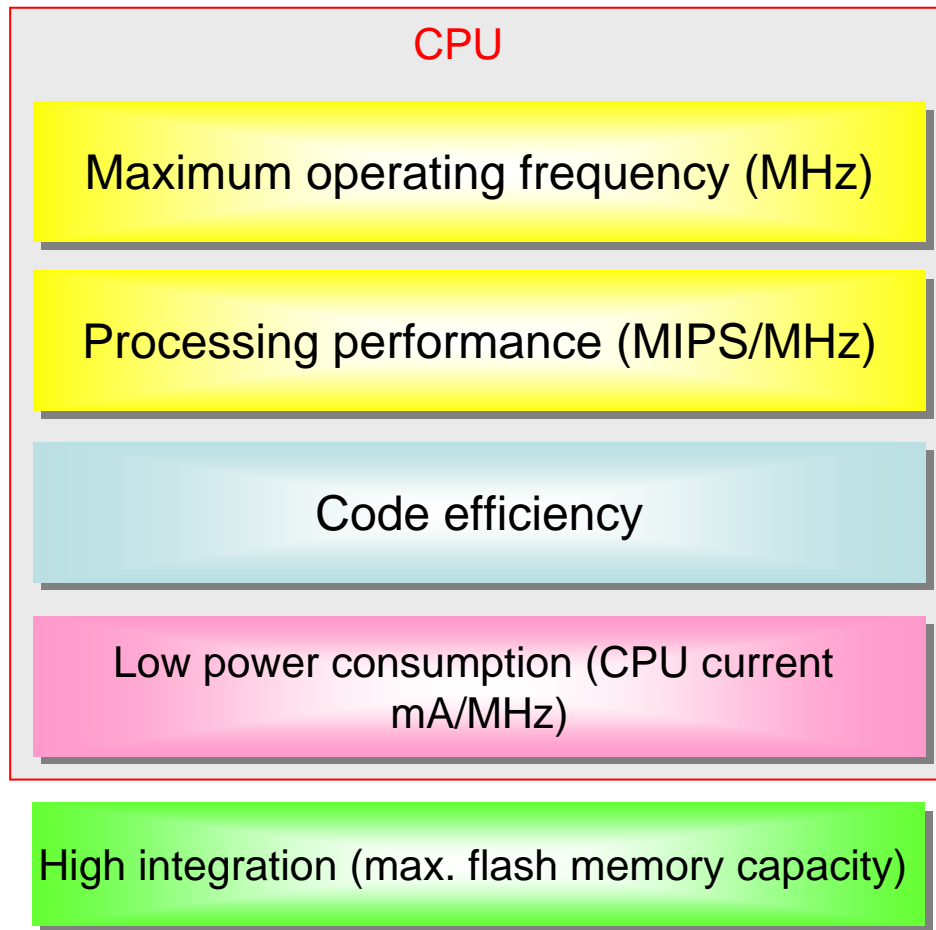 CPU
Maximum operating frequency (MHz)
Processing performance (MIPS/MHz)
Code efficiency
Low power consumption (CPU current
mA/MHz)
High integration (max. flash memory capacity)